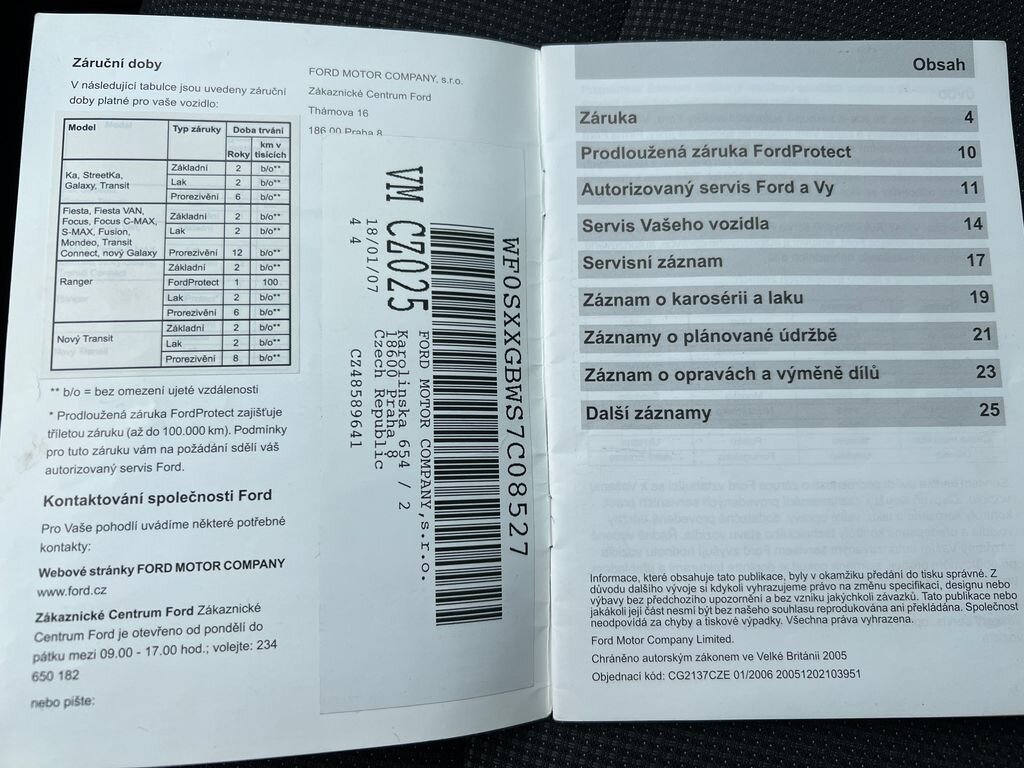 Záruční doby
V následující tabulce jsou uvedeny záruční
doby platné pro vaše vozidlo:
Model Typ záruky Doba trvání
Roky km v tisících
Ka, StreetKa,
Galaxy, Transit
Základní 2 b/o**
Lak 2 b/o**
Prorezivění 6 b/o**
Fiesta, Fiesta VAN,
Focus, Focus C-MAX,
S-MAX, Fusion,
Mondeo, Transit
Connect, nový Galaxy
Základní 2 b/o**
Lak 2 b/o**
Prorezivění 12 b/o**
Ranger
Základní 2 b/o**
FordProtect 1 100
Lak 2 b/o**
Prorezivění 6 b/o**
Nový Transit
Základní 2 b/o**
Lak 2 b/o**
Prorezivění 8 b/o**
** b/o = bez omezení ujeté vzdálenosti
* Prodloužená záruka FordProtect zajišťuje
tříletou záruku (až do 100.000 km). Podmínky
pro tuto záruku vám na požádání sdělí váš
autorizovaný servis Ford.
Kontaktování společnosti Ford
Pro Vaše pohodlí uvádíme některé potřebné
kontakty:
Webové stránky FORD MOTOR COMPANY
www.ford.cz
Zákaznické Centrum Ford Zákaznické
Centrum Ford je otevřeno od pondělí do
pátku mezi 09.00 - 17.00 hod.; volejte: 234
650 182
nebo pište:
FORD MOTOR COMPANY, s.r.o.
Zákaznické Centrum Ford
Thámova 16
186 00 Praha 8
WF0SXXGBWS7C08527
VM CZ025
18/01/07
4 4
FORD MOTOR COMPANY,s.r.o.
Karolinska 654 / 2
18600 Praha 8
Czech Republic
CZ48589641
Obsah
Záruka 4
Prodloužená záruka FordProtect 10
Autorizovaný servis Ford a Vy 11
Servis Vašeho vozidla 14
Servisní záznam 17
Záznam o karosérii a laku 19
Záznamy o plánované údržbě 21
Záznam o opravách a výměně dílů 23
Další záznamy 25
Informace, které obsahuje tato publikace, byly v okamžiku předání do tisku správné. Z
důvodu dalšího vývoje si kdykoli vyhrazujeme právo na změnu specifikací, designu nebo
výbavy bez předchozího upozornění a bez vzniku jakýchkoli závazků. Tato publikace nebo
jakákoli její část nesmí být bez našeho souhlasu reprodukována ani překládána. Společnost
neodpovídá za chyby a tiskové výpadky. Všechna práva vyhrazena.
Ford Motor Company Limited.
Chráněno autorským zákonem ve Velké Británii 2005
Objednací kód: CG2137CZE 01/2006 20051202103951